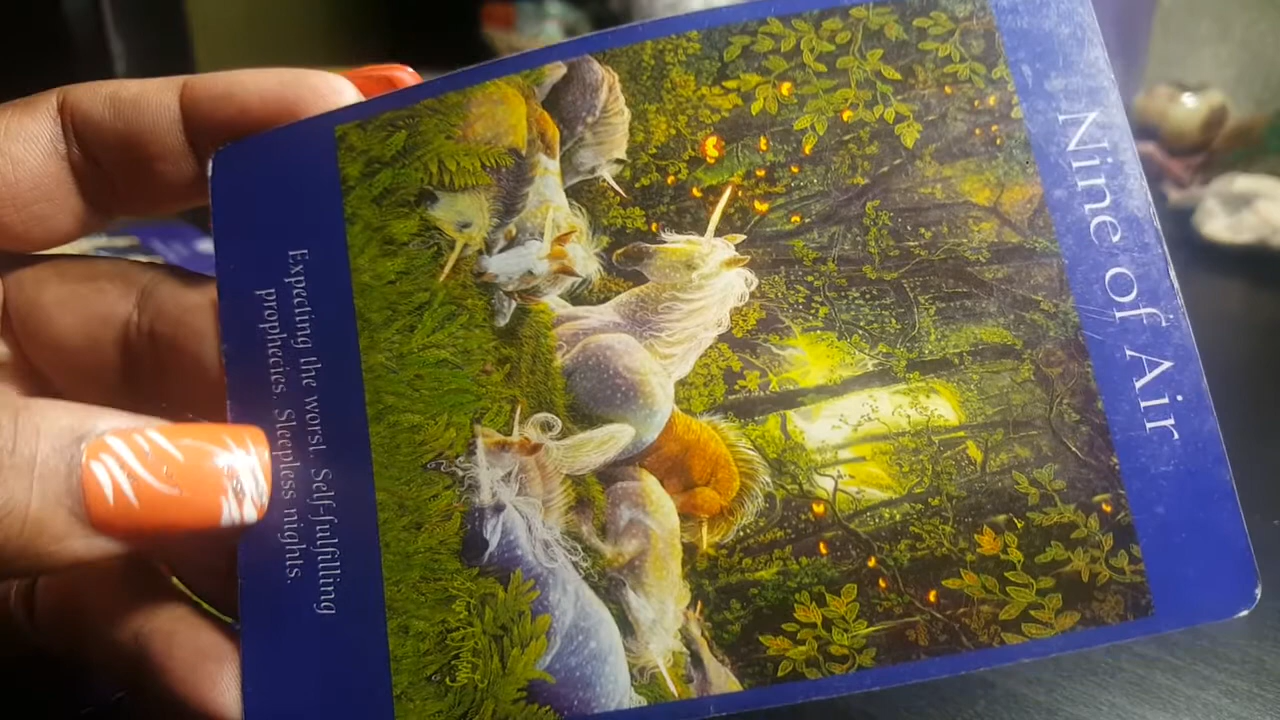 Nine of Air
Expecting the worst. Self-fulfilling
prophecies. Sleepless nights.